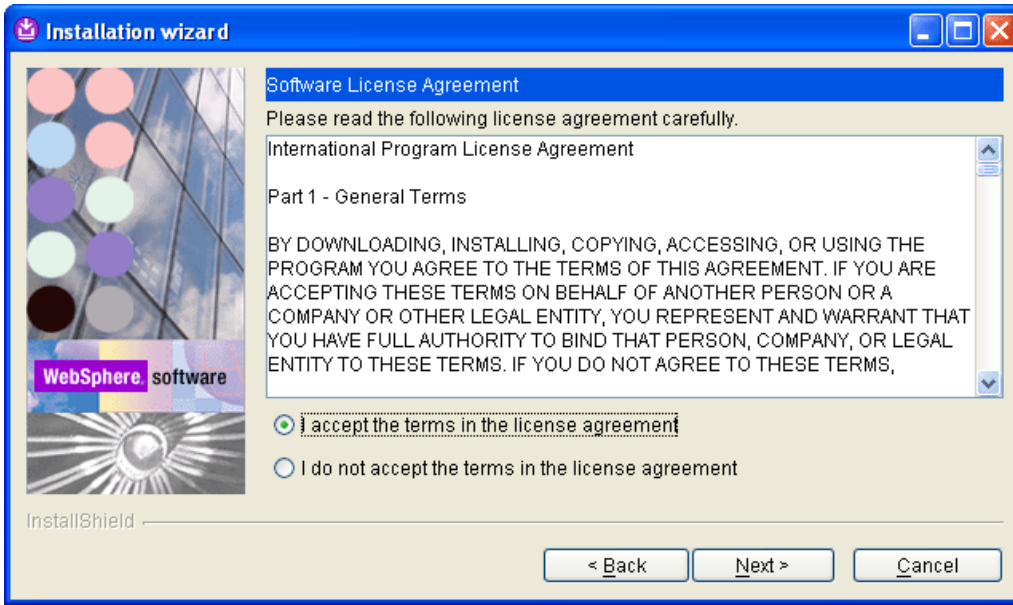 Installation wizard
Software License Agreement
Please read the following license agreement carefully.
International Program License Agreement
Part 1 - General Terms
BY DOWNLOADING, INSTALLING, COPYING, ACCESSING, OR USING THE
PROGRAM YOU AGREE TO THE TERMS OF THIS AGREEMENT. IF YOU ARE
ACCEPTING THESE TERMS ON BEHALF OF ANOTHER PERSON OR A
COMPANY OR OTHER LEGAL ENTITY, YOU REPRESENT AND WARRANT THAT
YOU HAVE FULL AUTHORITY TO BIND THAT PERSON, COMPANY, OR LEGAL
ENTITY TO THESE TERMS. IF YOU DO NOT AGREE TO THESE TERMS,
WebSphere. software
I accept the terms in the license agreement
I do not accept the terms in the license agreement
InstallShield
< Back
Next >
Cancel